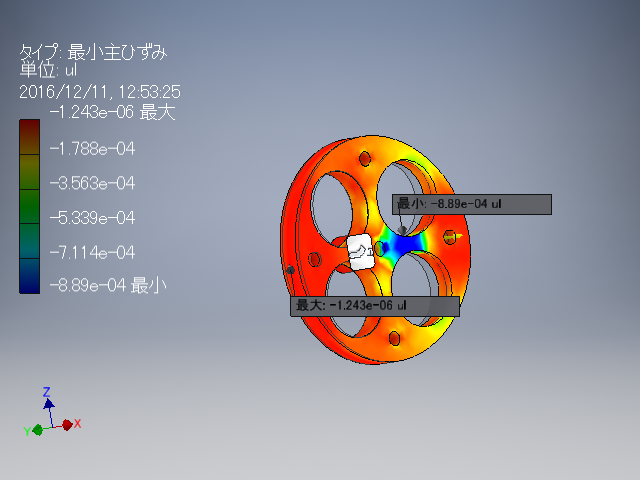 タイプ: 最小主ひずみ
単位: ul
2016/12/11, 12:53:25
-1.243e-06 最大
-1.788e-04
-3.563e-04
-5.339e-04
-7.114e-04
-8.89e-04 最小
最小: -8.89e-04 ul
最大: -1.243e-06 ul
Z
Y
X